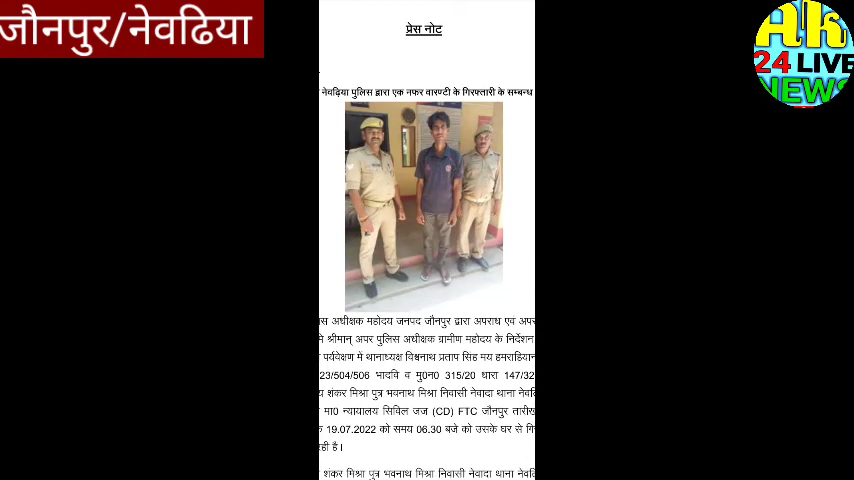 जौनपुर/नेवढिया
AK
24 LIVE
NEWS
प्रेस नोट
नेवढ़िया पुलिस द्वारा एक नफर वारण्टी के गिरफ्तारी के सम्बन्ध
अधीक्षक महोदय जनपद जौनपुर द्वारा अपराध एवं
श्रीमान् अपर पुलिस अधीक्षक ग्रामीण महोदय के निर्देशन
पर्यवेक्षण में थानाध्यक्ष विश्वनाथ प्रताप सिंह मय हमराहियान
23/504/506 भादवि व मु0न0 315/20 धारा 147/32
शंकर मिश्रा पुत्र भवनाथ मिश्रा निवासी नेवादा थाना
मा0 न्यायालय सिविल जज (CD) FTC जौनपुर तारीख
19.07.2022 को समय 06.30 बजे को उसके घर से
रही है।
शंकर मिश्रा पुत्र भवनाथ मिश्रा निवासी नेवादा थाना